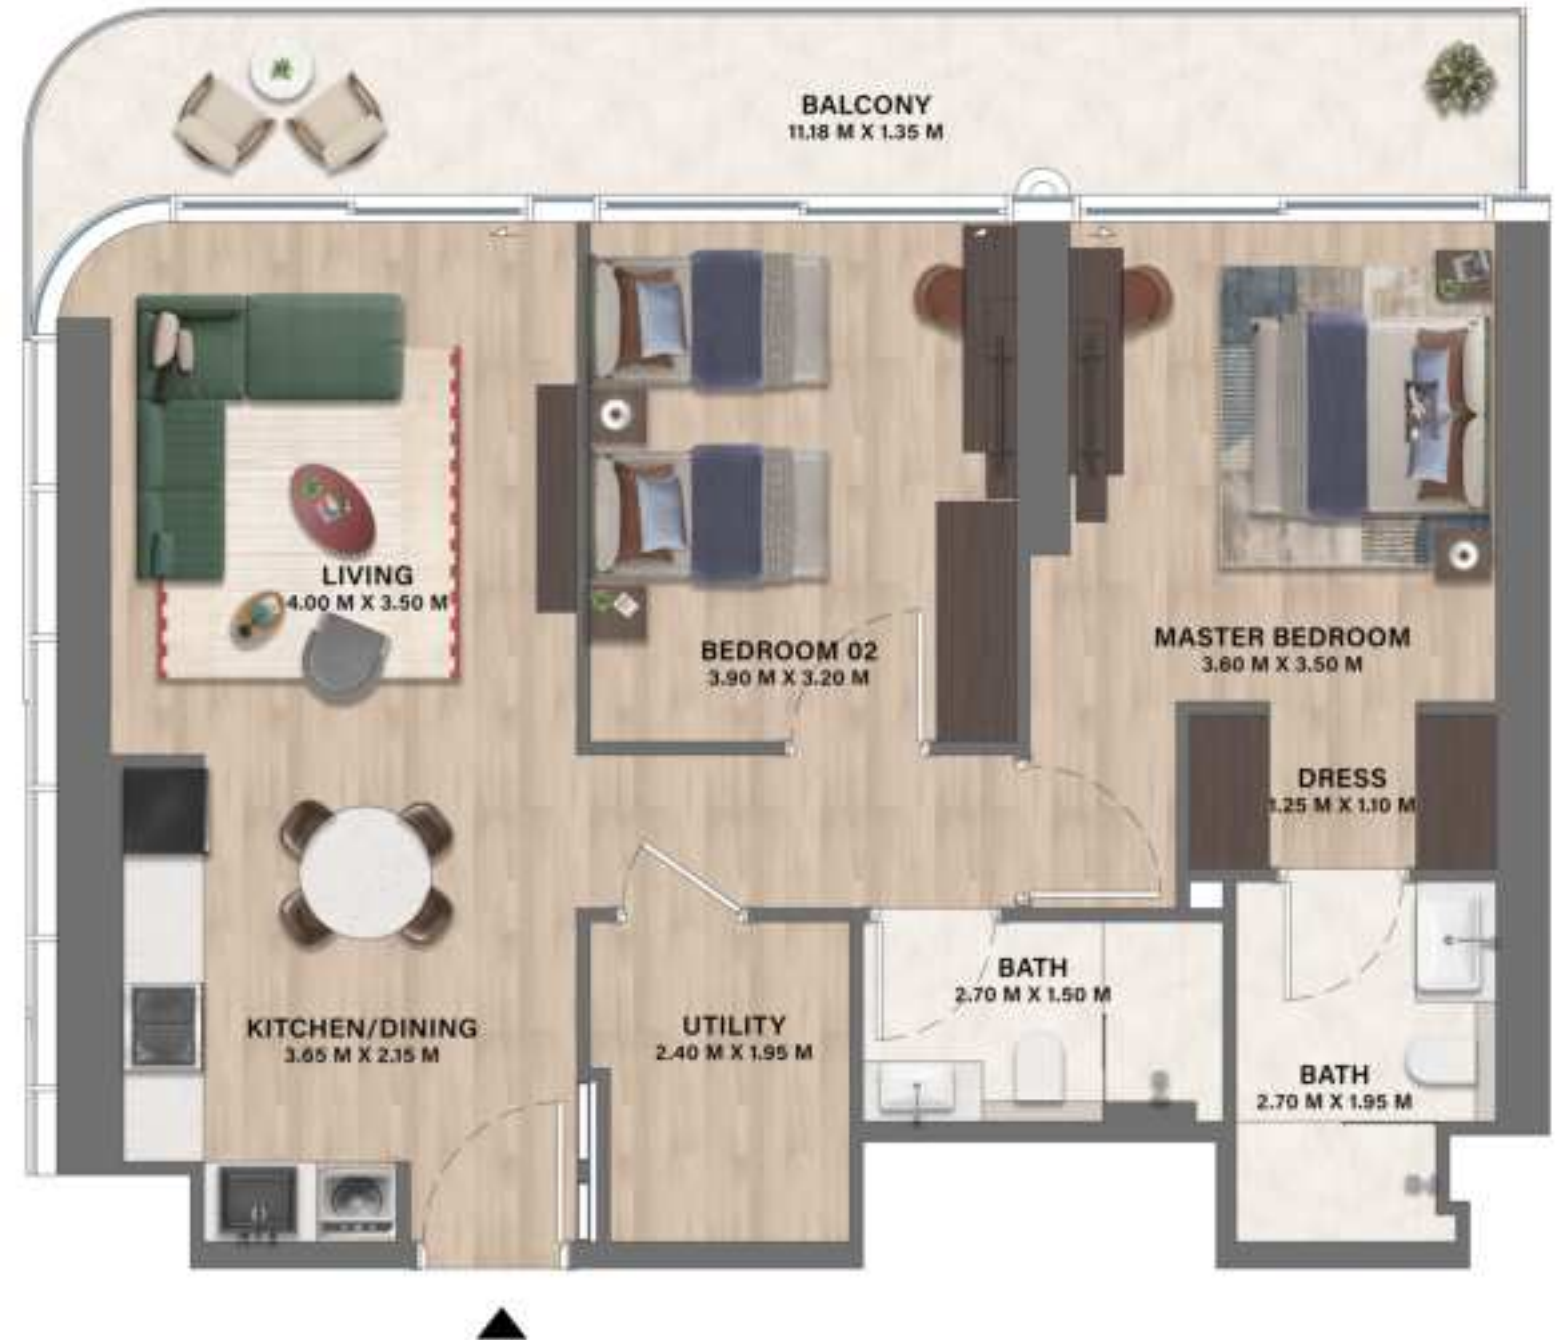 BALCONY
11.18 M X 1.35 M
LIVING
4.00 M X 3.50 M
BEDROOM 02
3.90 M X 3.20 M
MASTER BEDROOM
3.60 M X 3.50 M
DRESS
1.25 M X 1.10 M
BATH
2.70 M X 1.50 M
KITCHEN/DINING
3.65 M X 2.15 M
UTILITY
2.40 M X 1.95 M
BATH
2.70 M X 1.95 M